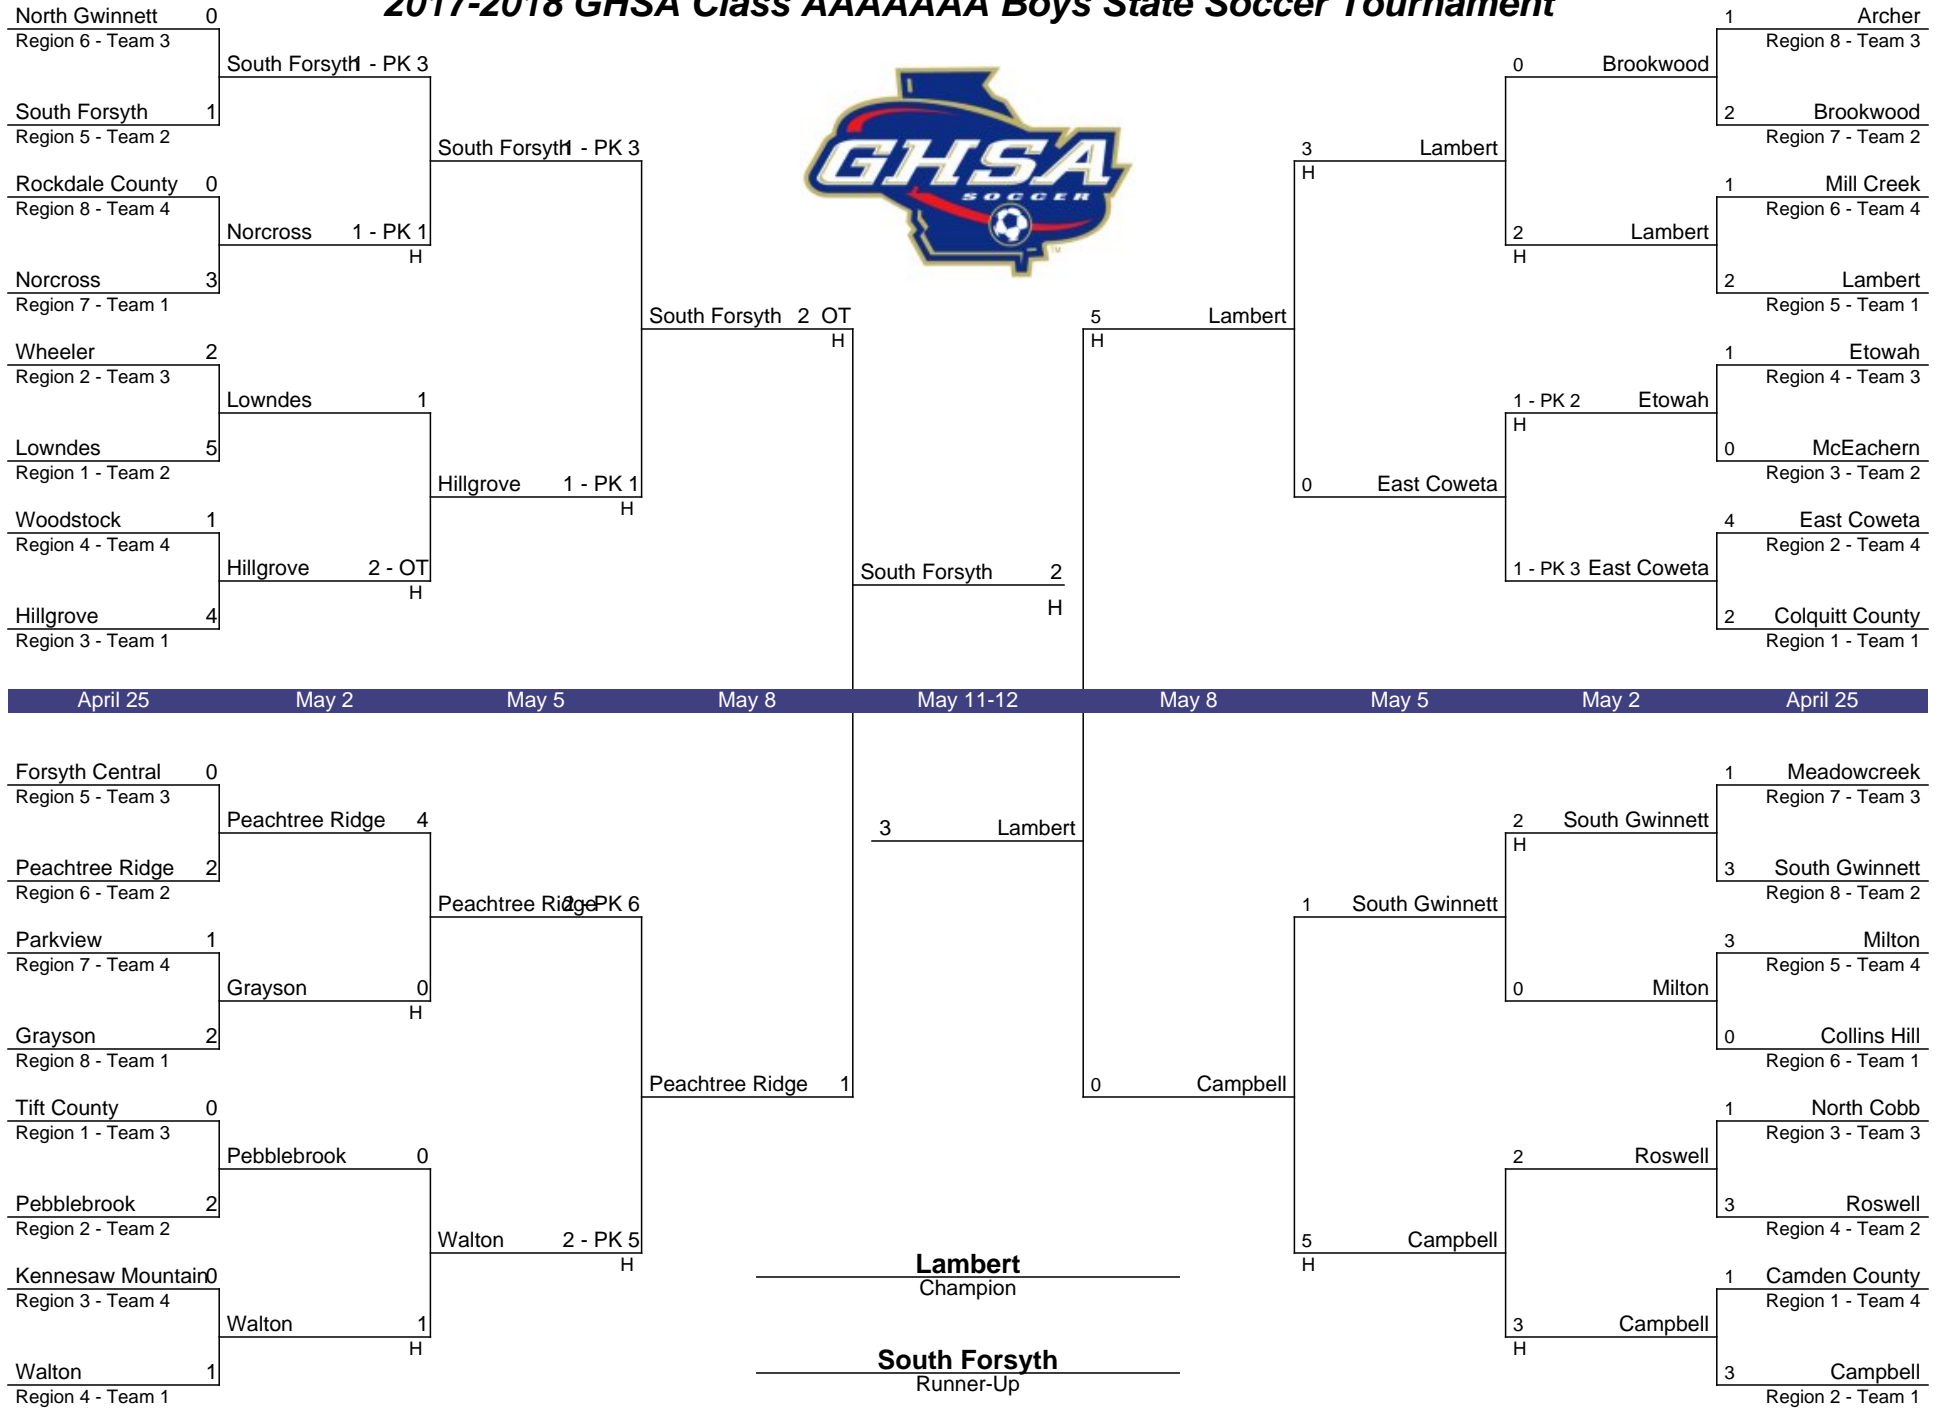 2017-2018 GHSA Class AAAAAAA Boys State Soccer Tournament
GHSA
SOCCER
TM
North Gwinnett 0
Region 6 - Team 3
South Forsyth 1
Region 5 - Team 2
Rockdale County 0
Region 8 - Team 4
Norcross 3
Region 7 - Team 1
Wheeler 2
Region 2 - Team 3
Lowndes 5
Region 1 - Team 2
Woodstock 1
Region 4 - Team 4
Hillgrove 4
Region 3 - Team 1
South Forsyth 1 - PK 3
Norcross 1 - PK 1
H
Lowndes 1
Hillgrove 2 - OT
H
South Forsyth 1 - PK 3
Hillgrove 1 - PK 1
H
South Forsyth 2 OT
H
South Forsyth 2
H
5 Lambert
H
3 Lambert
H
0 East Coweta
0 Brookwood
2 Lambert
H
1 - PK 2 Etowah
H
1 - PK 3 East Coweta
1 Archer
Region 8 - Team 3
2 Brookwood
Region 7 - Team 2
1 Mill Creek
Region 6 - Team 4
2 Lambert
Region 5 - Team 1
1 Etowah
Region 4 - Team 3
0 McEachern
Region 3 - Team 2
4 East Coweta
Region 2 - Team 4
2 Colquitt County
Region 1 - Team 1
April 25 May 2 May 5 May 8 May 11-12 May 8 May 5 May 2 April 25
Forsyth Central 0
Region 5 - Team 3
Peachtree Ridge 2
Region 6 - Team 2
Parkview 1
Region 7 - Team 4
Grayson 2
Region 8 - Team 1
Tift County 0
Region 1 - Team 3
Pebblebrook 2
Region 2 - Team 2
Kennesaw Mountain 0
Region 3 - Team 4
Walton 1
Region 4 - Team 1
Peachtree Ridge 4
Grayson 0
H
Pebblebrook 0
Walton 1
H
Peachtree Ridge 2 - PK 6
Walton 2 - PK 5
H
Peachtree Ridge 1
3 Lambert
0 Campbell
1 South Gwinnett
5 Campbell
H
2 South Gwinnett
H
0 Milton
2 Roswell
3 Campbell
H
1 Meadowcreek
Region 7 - Team 3
3 South Gwinnett
Region 8 - Team 2
3 Milton
Region 5 - Team 4
0 Collins Hill
Region 6 - Team 1
1 North Cobb
Region 3 - Team 3
3 Roswell
Region 4 - Team 2
1 Camden County
Region 1 - Team 4
3 Campbell
Region 2 - Team 1
Lambert
Champion
South Forsyth
Runner-Up